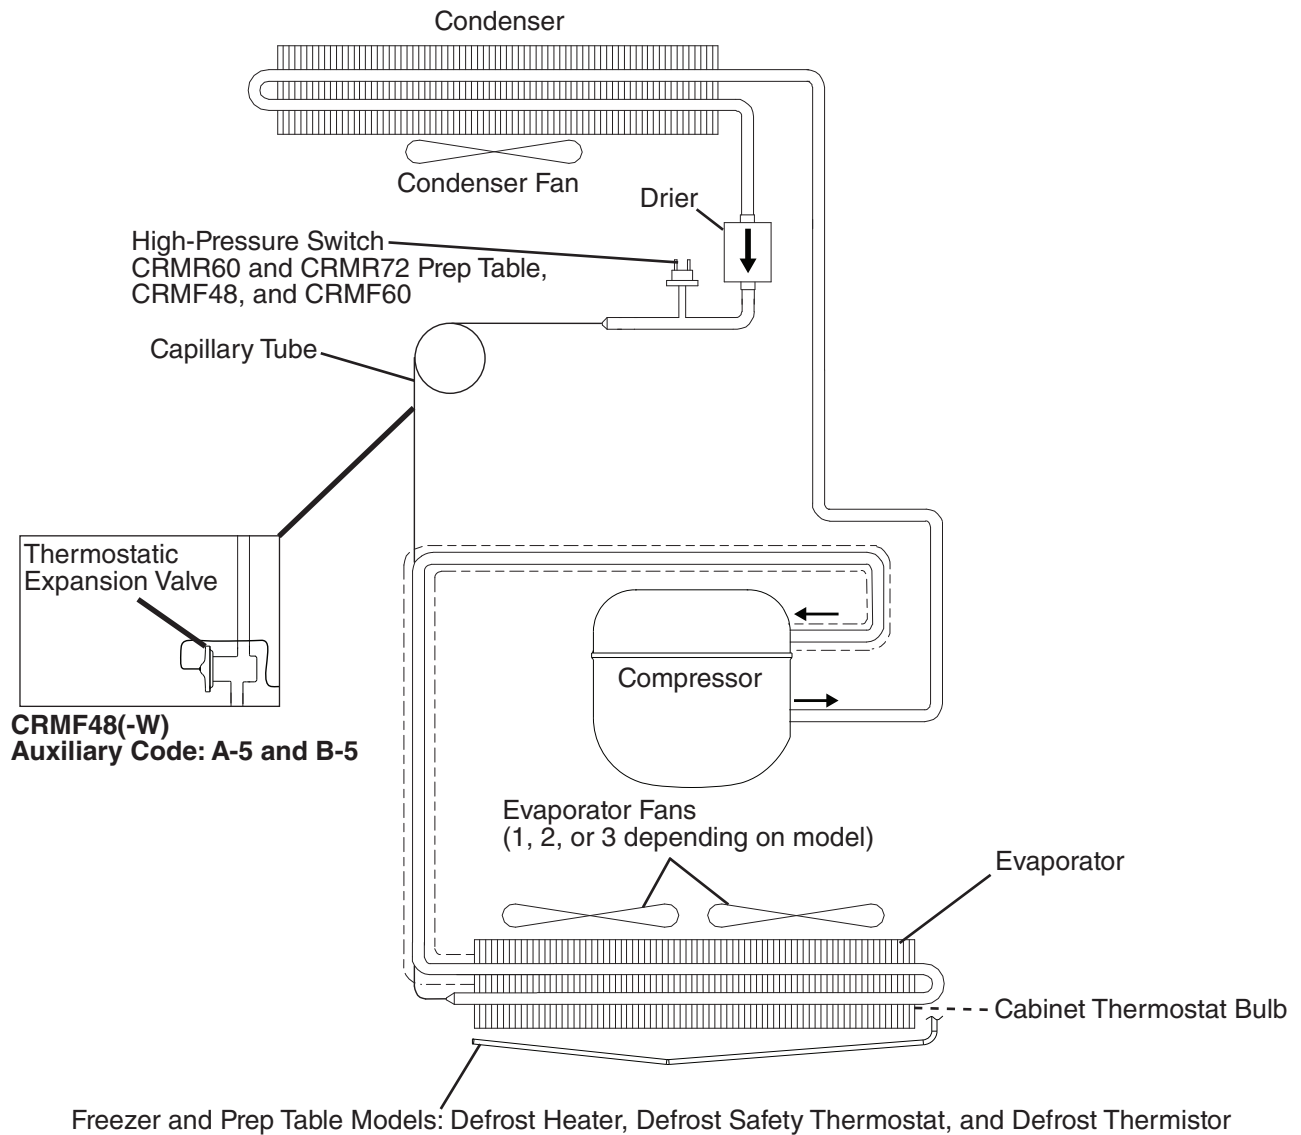 Condenser
Condenser Fan
Drier
High-Pressure Switch
CRMR60 and CRMR72 Prep Table,
CRMF48, and CRMF60
Capillary Tube
Thermostatic
Expansion Valve
CRMF48(-W)
Auxiliary Code: A-5 and B-5
Compressor
Evaporator Fans
(1, 2, or 3 depending on model)
Evaporator
Cabinet Thermostat Bulb
Freezer and Prep Table Models: Defrost Heater, Defrost Safety Thermostat, and Defrost Thermistor